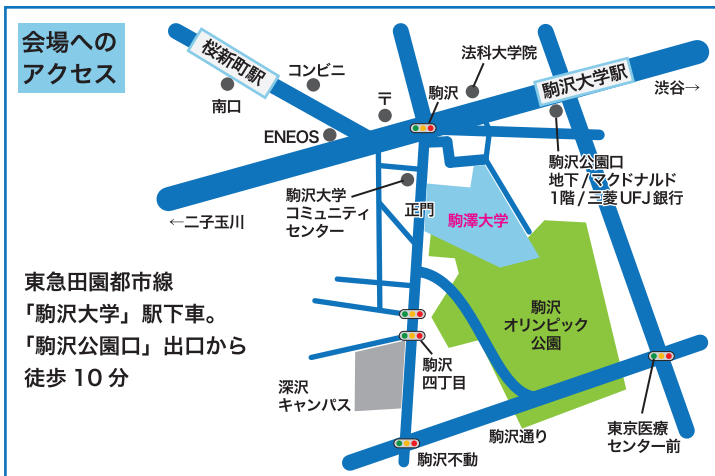 会場への
アクセス
桜新町駅
コンビニ
南口
〒
ENEOS
駒沢
法科大学院
駒沢大学駅
渋谷→
駒沢公園口
地下/マクドナルド
1階/三菱UFJ銀行
駒沢大学
コミュニティ
センター
正門
駒澤大学
←二子玉川
東急田園都市線
「駒沢大学」駅下車。
「駒沢公園口」出口から
徒歩10分
駒沢
オリンピック
公園
駒沢
四丁目
深沢
キャンパス
駒沢通り
駒沢不動
東京医療
センター前